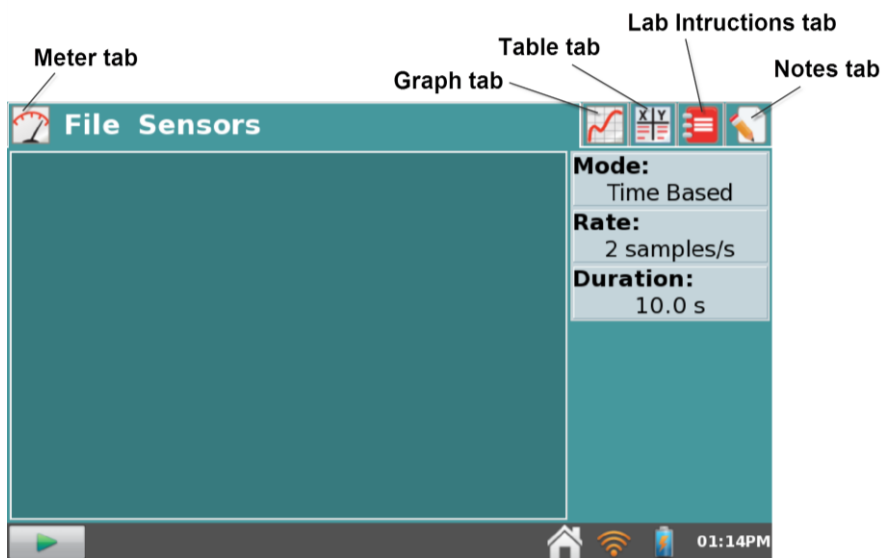 Lab Intructions tab
Table tab
Notes tab
Meter tab
Graph tab
File Sensors
X Y
Mode:
Time Based
Rate:
2 samples/s
Duration:
10.0 s
01:14PM